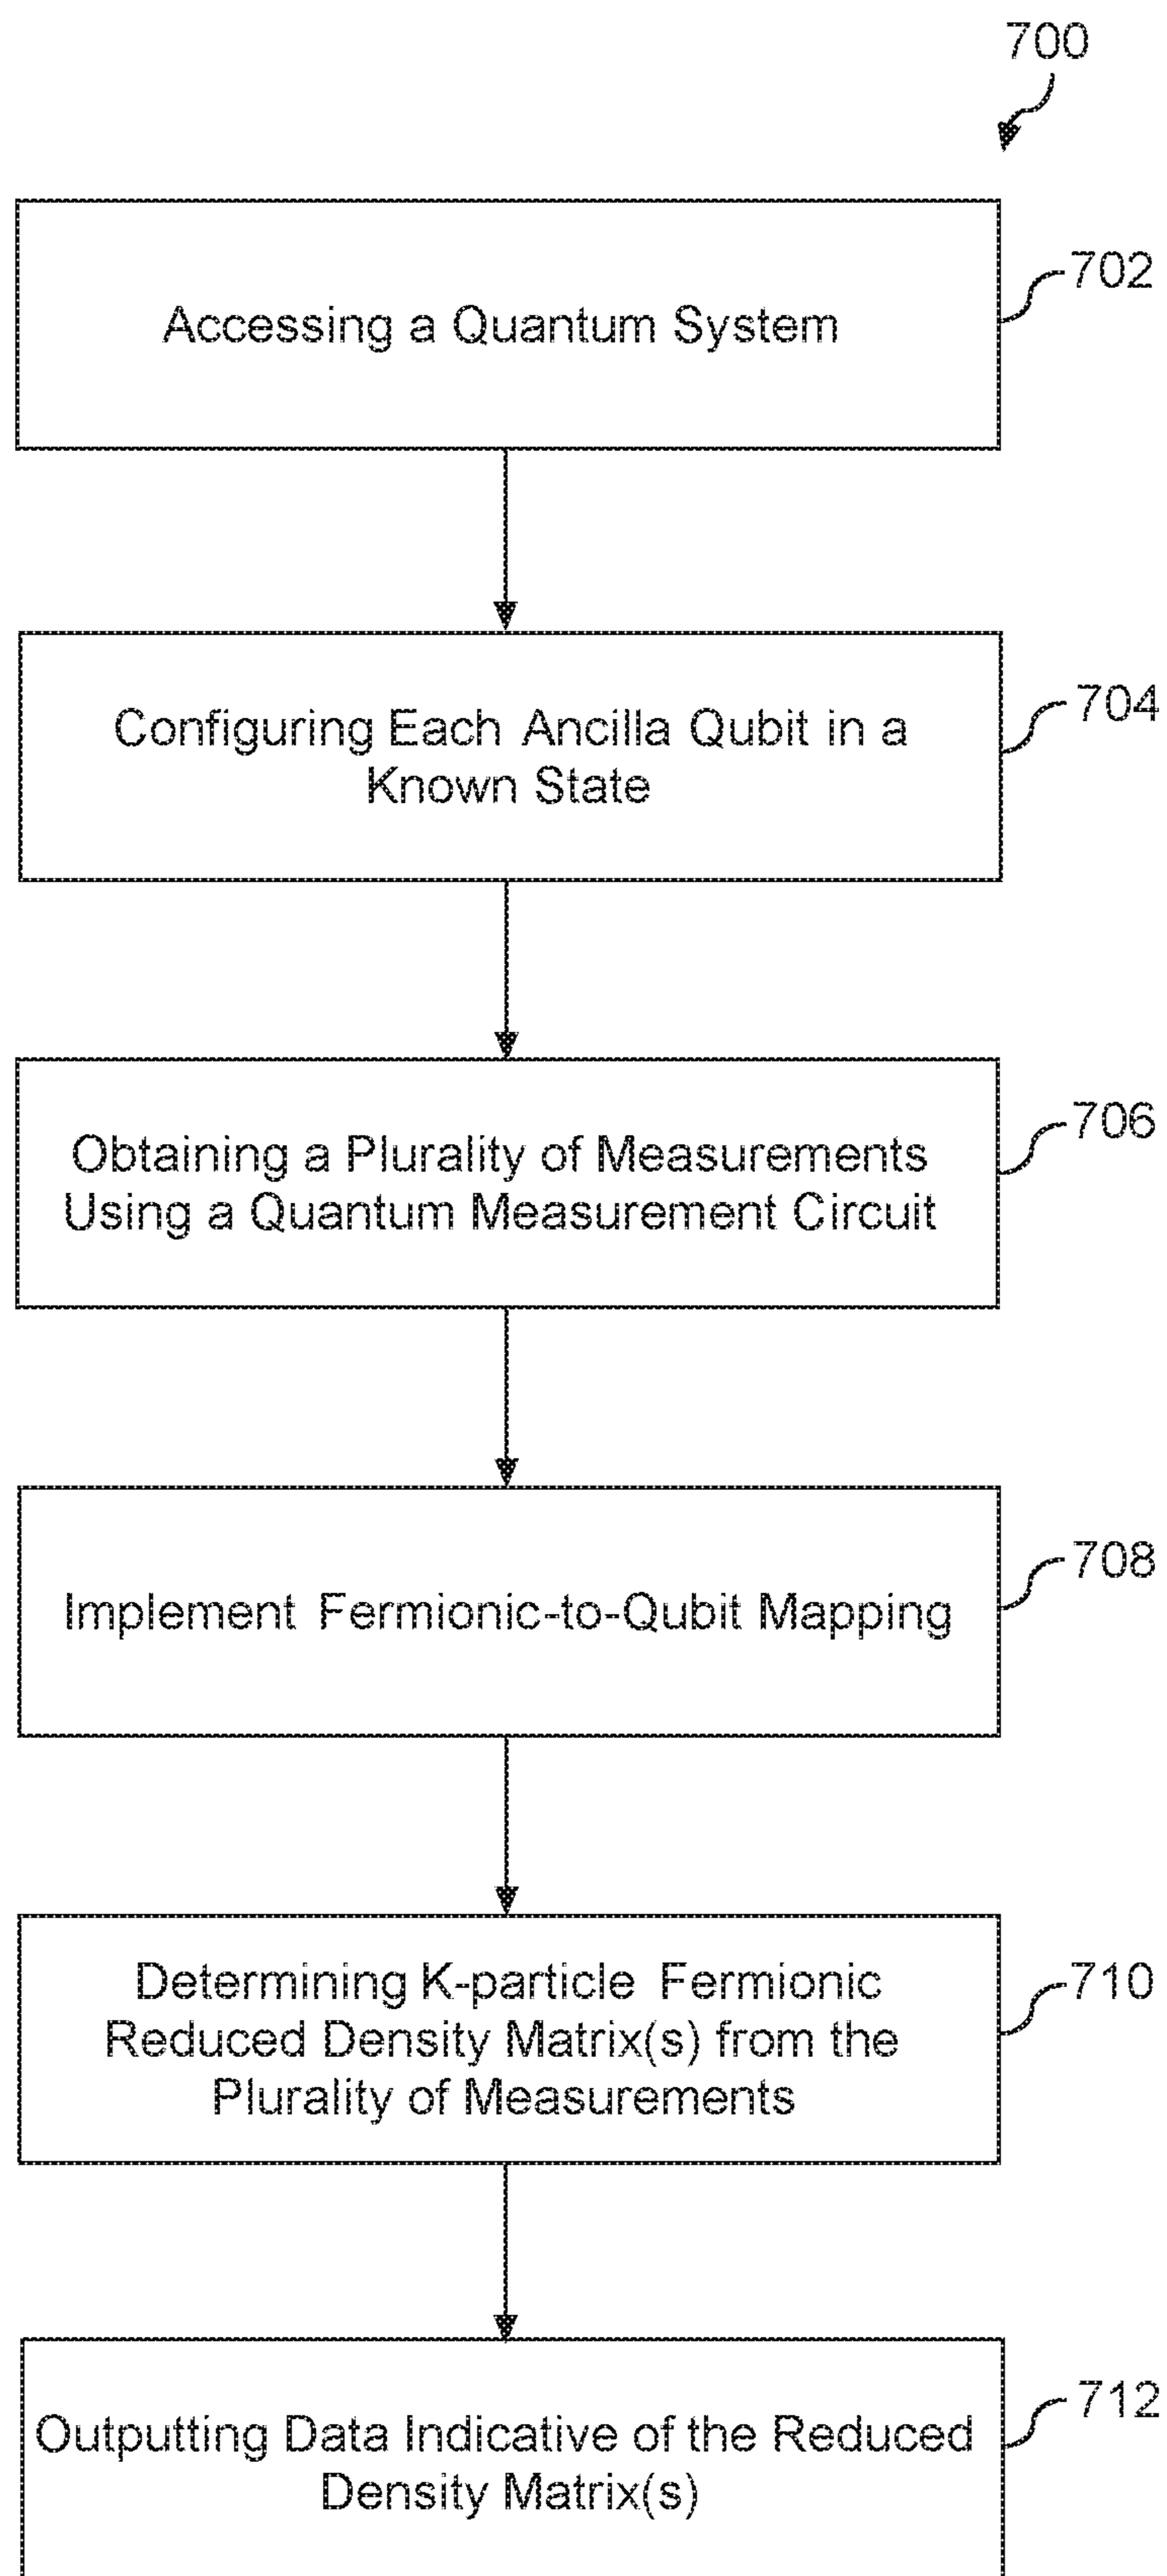 700
Accessing a Quantum System
702
Configuring Each Ancilla Qubit in a
Known State
704
Obtaining a Plurality of Measurements
Using a Quantum Measurement Circuit
706
Implement Fermionic-to-Qubit Mapping
708
Determining K-particle Fermionic
Reduced Density Matrix(s) from the
Plurality of Measurements
710
Outputting Data Indicative of the Reduced
Density Matrix(s)
712